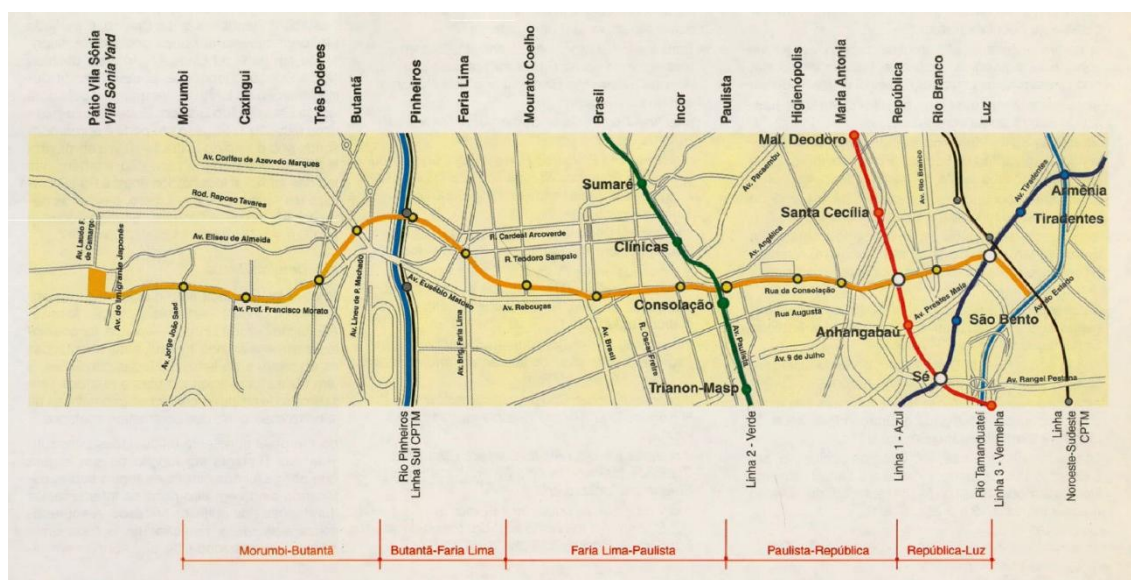 Pátio Vila Sônia
Vila Sônia Yard
Morumbi
Caxingui
Três Poderes
Butantã
Pinheiros
Faria Lima
Mourato Coelho
Brasil
Incor
Paulista
Higienópolis
Maria Antonia
República
Rio Branco
Luz
Av. Corifeu de Azevedo Marques
Rod. Raposo Tavares
Av. Laudo F.
de Camargo
Av. do Imigrante Japonês
Av. Eliseu de Almeida
Av. Jorge João Saad
Av. Prof. Francisco Morato
Av. Lineu de P. Machado
Av. Eusébio Matoso
Av. Brig. Faria Lima
R. Cardeal Arcoverde
R. Teodoro Sampaio
Av. Rebouças
Av. Brasil
R. Oscar Freire
Sumaré
Clínicas
Consolação
Trianon-Masp
Av. Paulista
Av. Pacaembu
Av. Angélica
Rua da Consolação
Rua Augusta
Av. 9 de Julho
Mal. Deodoro
Santa Cecília
Anhangabaú
Sé
Av. Prestes Maia
Av. Rio Branco
Av. Tiradentes
Armênia
Tiradentes
São Bento
Av. do Estado
Av. Rangel Pestana
Rio Pinheiros
Linha Sul CPTM
Linha 2 - Verde
Linha 1 - Azul
Rio Tamanduateí
Linha 3 - Vermelha
Linha
Noroeste-Sudeste
CPTM
Morumbi-Butantã
Butantã-Faria Lima
Faria Lima-Paulista
Paulista-República
República-Luz